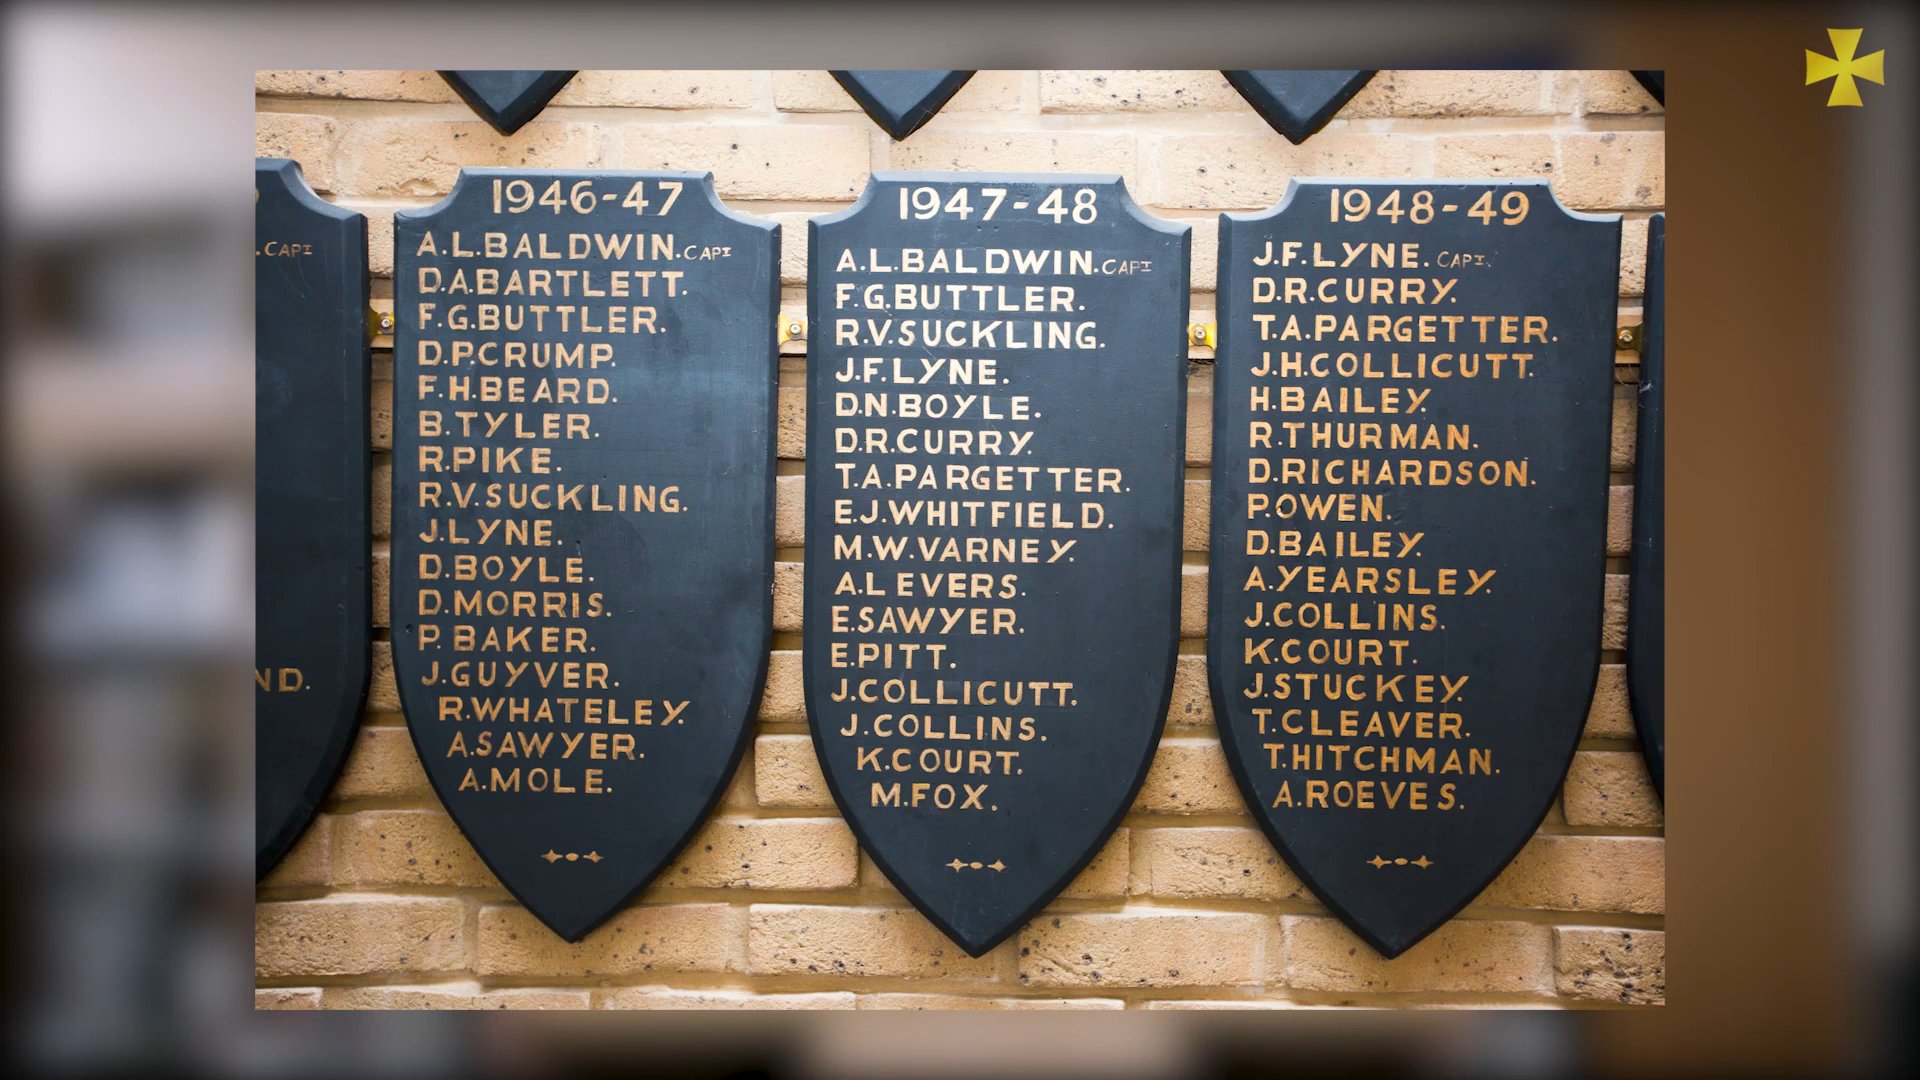 .CAPT
ND.
1946-47
A.L.BALDWIN.CAPT
D.A.BARTLETT.
F.G.BUTTLER.
D.P.CRUMP.
F.H.BEARD.
B.TYLER.
R.PIKE.
R.V.SUCKLING.
J.LYNE.
D.BOYLE.
D.MORRIS.
P. BAKER.
J.GUYVER.
R.WHATELEY.
A.SAWYER.
A.MOLE.
1947-48
A.L.BALDWIN.CAPT
F.G.BUTTLER.
R.V.SUCKLING.
J.F.LYNE.
D.N.BOYLE.
D.R.CURRY.
T.A.PARGETTER.
E.J.WHITFIELD.
M.W.VARNEY.
A.LEVERS.
E.SAWYER.
E.PITT.
J.COLLICUTT.
J.COLLINS.
K.COURT.
M.FOX.
1948-49
J.F.LYNE. CAPT.
D.R.CURRY.
T.A.PARGETTER.
J.H.COLLICUTT.
H.BAILEY.
R.THURMAN.
D.RICHARDSON.
P.OWEN.
D.BAILEY.
A.YEARSLEY.
J.COLLINS.
K.COURT.
J.STUCKEY.
T.CLEAVER.
T.HITCHMAN.
A.ROEVES.